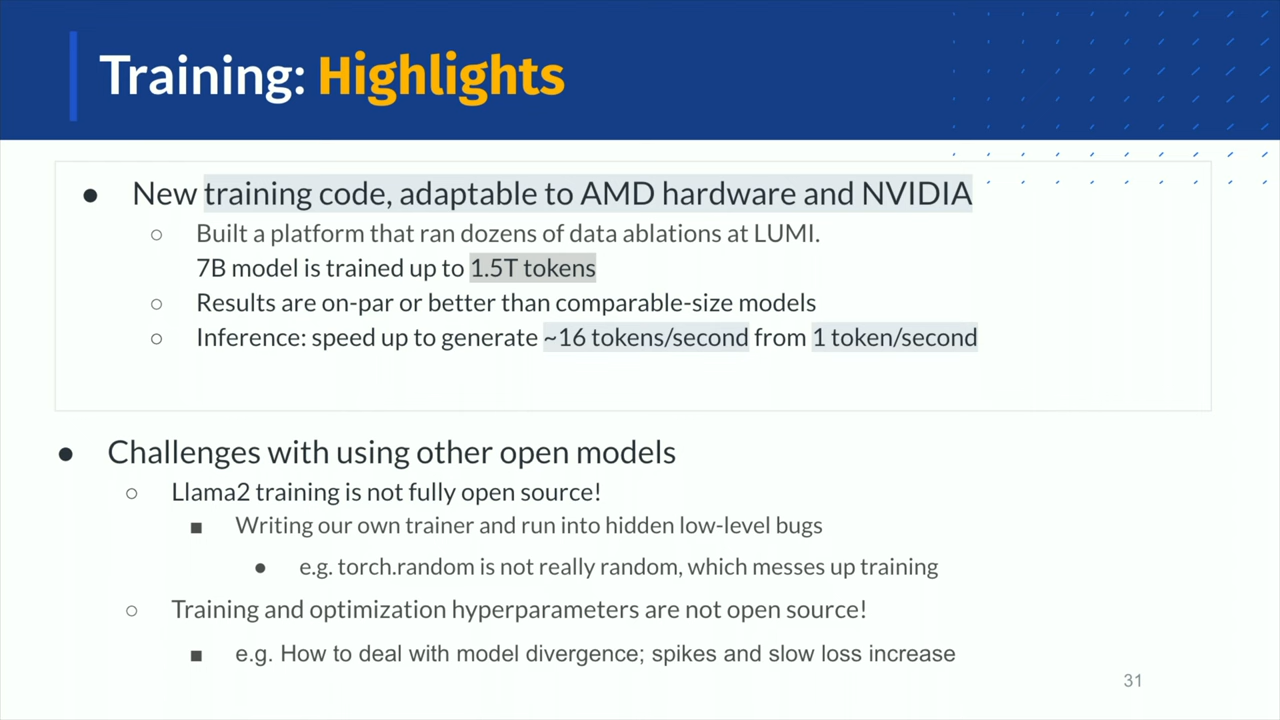 Training: Highlights
● New training code, adaptable to AMD hardware and NVIDIA
○ Built a platform that ran dozens of data ablations at LUMI.
7B model is trained up to 1.5T tokens
○ Results are on-par or better than comparable-size models
○ Inference: speed up to generate ~16 tokens/second from 1 token/second
● Challenges with using other open models
○ Llama2 training is not fully open source!
■ Writing our own trainer and run into hidden low-level bugs
● e.g. torch.random is not really random, which messes up training
○ Training and optimization hyperparameters are not open source!
■ e.g. How to deal with model divergence; spikes and slow loss increase
31